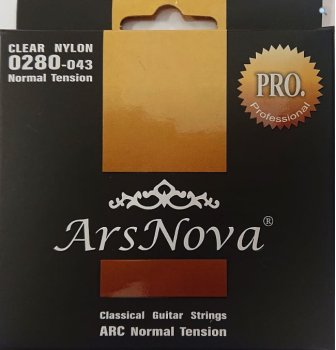 CLEAR NYLON
0280-043
Normal Tension
PRO.
Professional
ArsNova®
Classical Guitar Strings
ARC Normal Tension